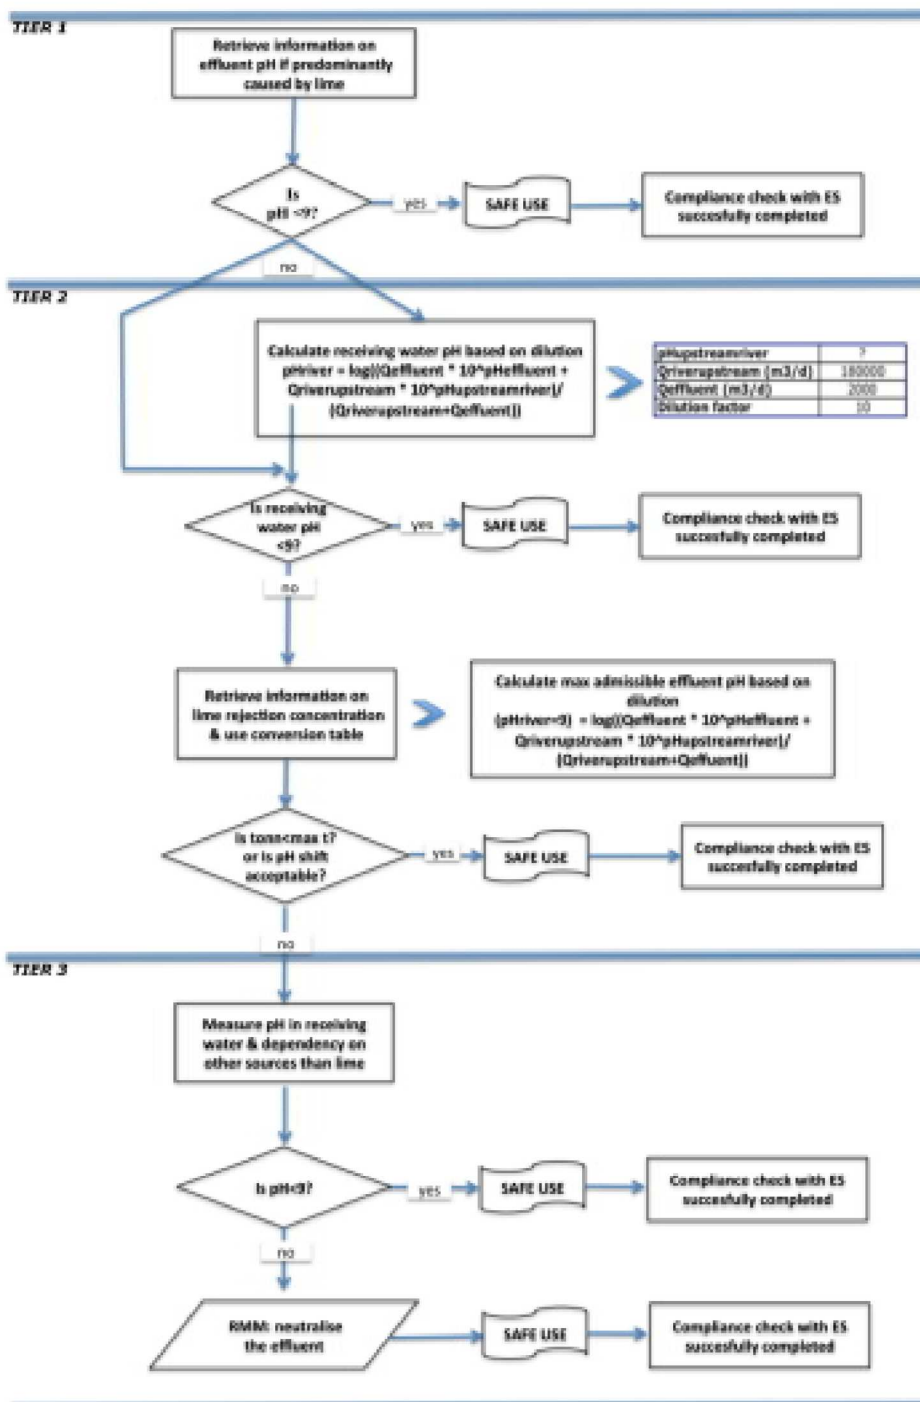 TIER 1
Retrieve information on
effluent pH if predominantly
caused by lime
Is
pH <9?
yes
SAFE USE
Compliance check with ES
succesfully completed
no
TIER 2
Calculate receiving water pH based on dilution
pHriver = log((Qeffluent * 10^pHeffluent +
Qriverupstream * 10^pHupstreamriver)/
(Qriverupstream+Qeffuent))
pHupstreamriver ?
Qriverupstream (m3/d) 180000
Qeffluent (m3/d) 2000
Dilution factor 10
Is receiving
water pH
<9?
yes
SAFE USE
Compliance check with ES
succesfully completed
no
Retrieve information on
lime rejection concentration
& use conversion table
Calculate max admissible effluent pH based on
dilution
(pHriver=9) = log((Qeffluent * 10^pHeffluent +
Qriverupstream * 10^pHupstreamriver)/
(Qriverupstream+Qeffuent))
Is tonn<max t?
or Is pH shift
acceptable?
yes
SAFE USE
Compliance check with ES
succesfully completed
no
TIER 3
Measure pH in receiving
water & dependency on
other sources than lime
Is pH<9?
yes
SAFE USE
Compliance check with ES
succesfully completed
no
RMM: neutralise
the effluent
SAFE USE
Compliance check with ES
succesfully completed